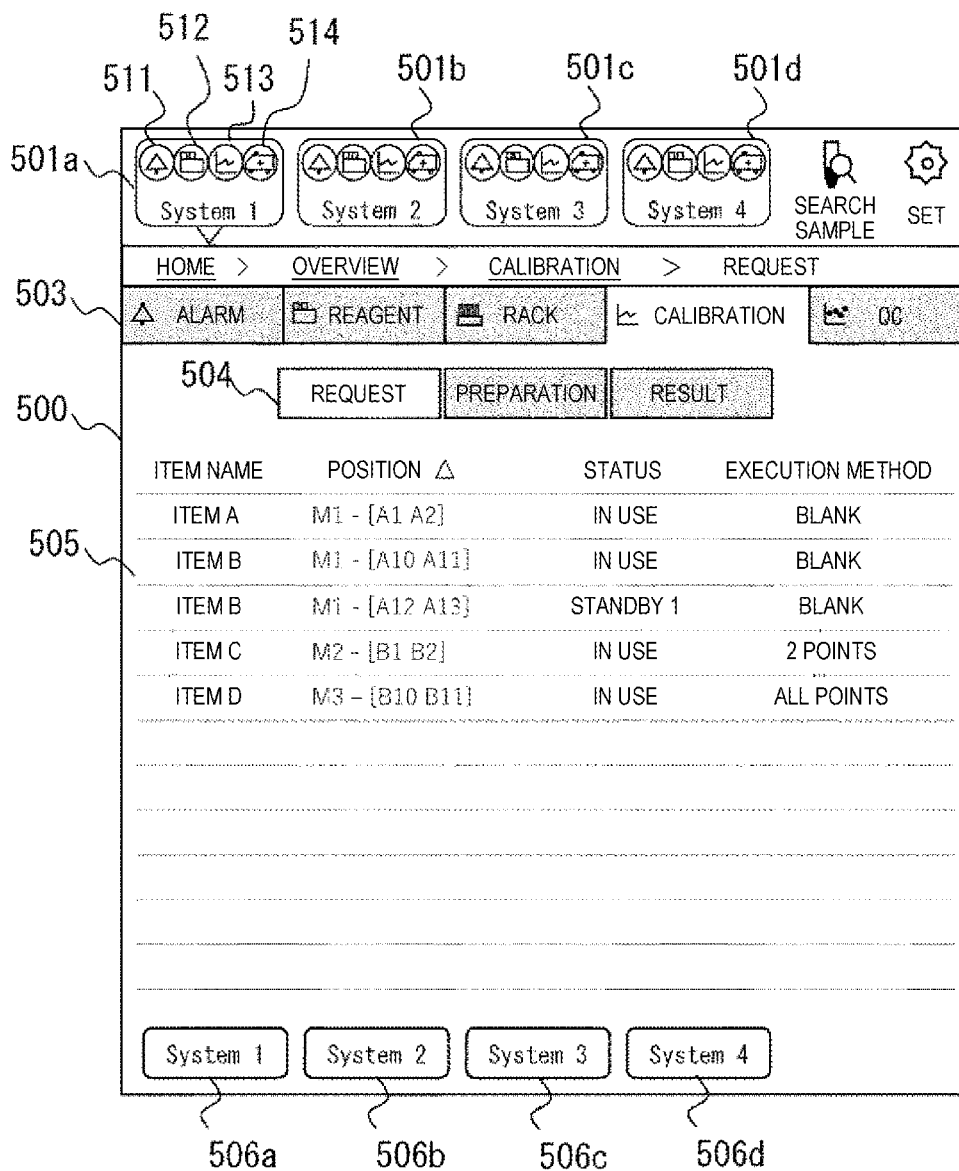 512 514
511 513 501b 501c 501d
501a
System 1 System 2 System 3 System 4 SEARCH SAMPLE SET
HOME > OVERVIEW > CALIBRATION > REQUEST
503 ALARM REAGENT RACK CALIBRATION QC
504 REQUEST PREPARATION RESULT
500
ITEM NAME POSITION △ STATUS EXECUTION METHOD
ITEM A M1 - [A1 A2] IN USE BLANK
505
ITEM B M1 - [A10 A11] IN USE BLANK
ITEM B M1 - [A12 A13] STANDBY 1 BLANK
ITEM C M2 - [B1 B2] IN USE 2 POINTS
ITEM D M3 – [B10 B11] IN USE ALL POINTS
System 1 System 2 System 3 System 4
506a 506b 506c 506d